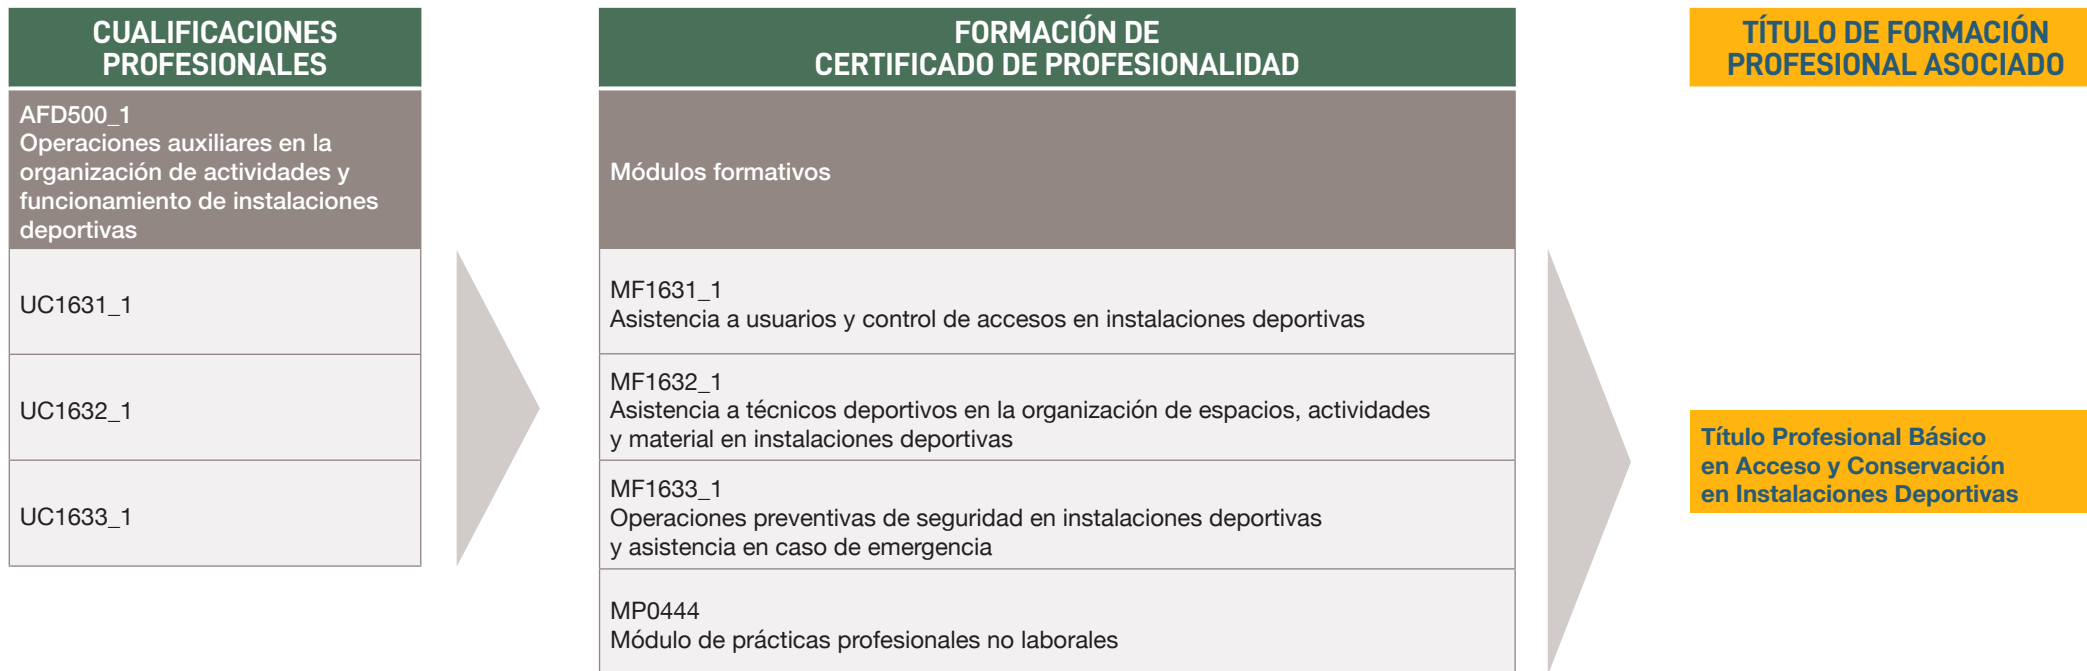 CUALIFICACIONES
PROFESIONALES
AFD500_1
Operaciones auxiliares en la
organización de actividades y
funcionamiento de instalaciones
deportivas
UC1631_1
UC1632_1
UC1633_1
FORMACIÓN DE
CERTIFICADO DE PROFESIONALIDAD
Módulos formativos
MF1631_1
Asistencia a usuarios y control de accesos en instalaciones deportivas
MF1632_1
Asistencia a técnicos deportivos en la organización de espacios, actividades
y material en instalaciones deportivas
MF1633_1
Operaciones preventivas de seguridad en instalaciones deportivas
y asistencia en caso de emergencia
MP0444
Módulo de prácticas profesionales no laborales
TÍTULO DE FORMACIÓN
PROFESIONAL ASOCIADO
Título Profesional Básico
en Acceso y Conservación
en Instalaciones Deportivas